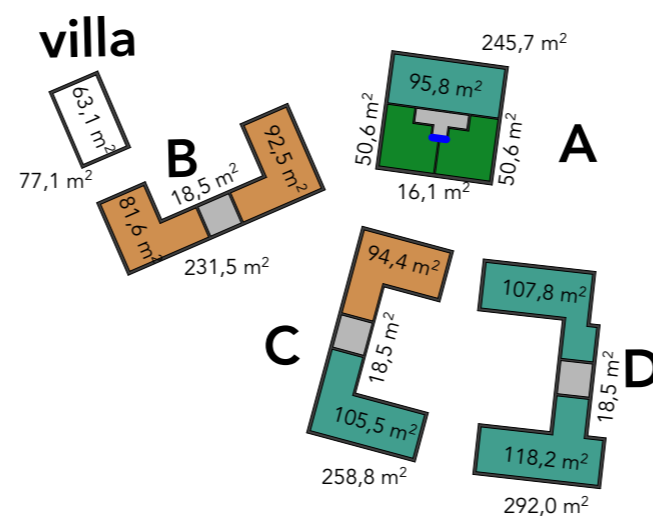 villa
63,1 m²
77,1 m²
B
18,5 m²
92,5 m²
81,6 m²
231,5 m²
245,7 m²
95,8 m²
50,6 m²
50,6 m²
16,1 m²
A
94,4 m²
C
18,5 m²
105,5 m²
258,8 m²
107,8 m²
D
18,5 m²
118,2 m²
292,0 m²